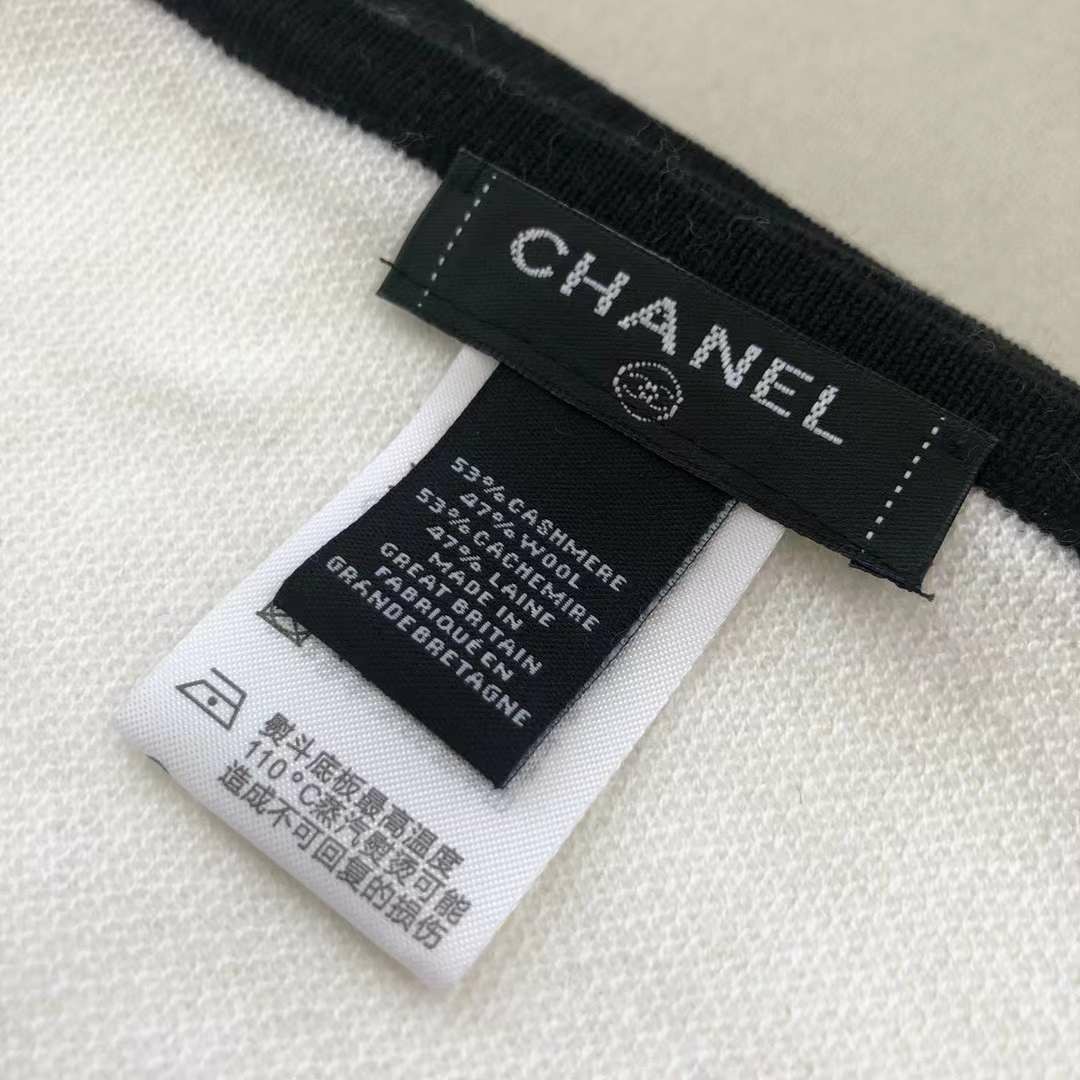 CHANEL
53%CASHMERE
47%WOOL
53%CACHEMIRE
47% LAINE
MADE IN
GREAT BRITAIN
FABRIQUÉ EN
GRANDEBRETAGNE
熨斗底板最高温度
110°C蒸汽熨烫可能
造成不可回复的损伤